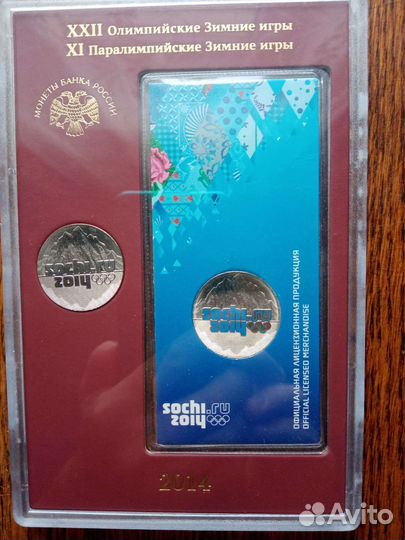 XXII Олимпийские Зимние игры
XI Паралимпийские Зимние игры
МОНЕТЫ БАНКА РОССИИ
sochi.ru
2014
sochi.ru
2014
sochi.ru
2014
ОФИЦИАЛЬНАЯ ЛИЦЕНЗИОННАЯ ПРОДУКЦИЯ
OFFICIAL LICENSED MERCHANDISE
2014
Avito